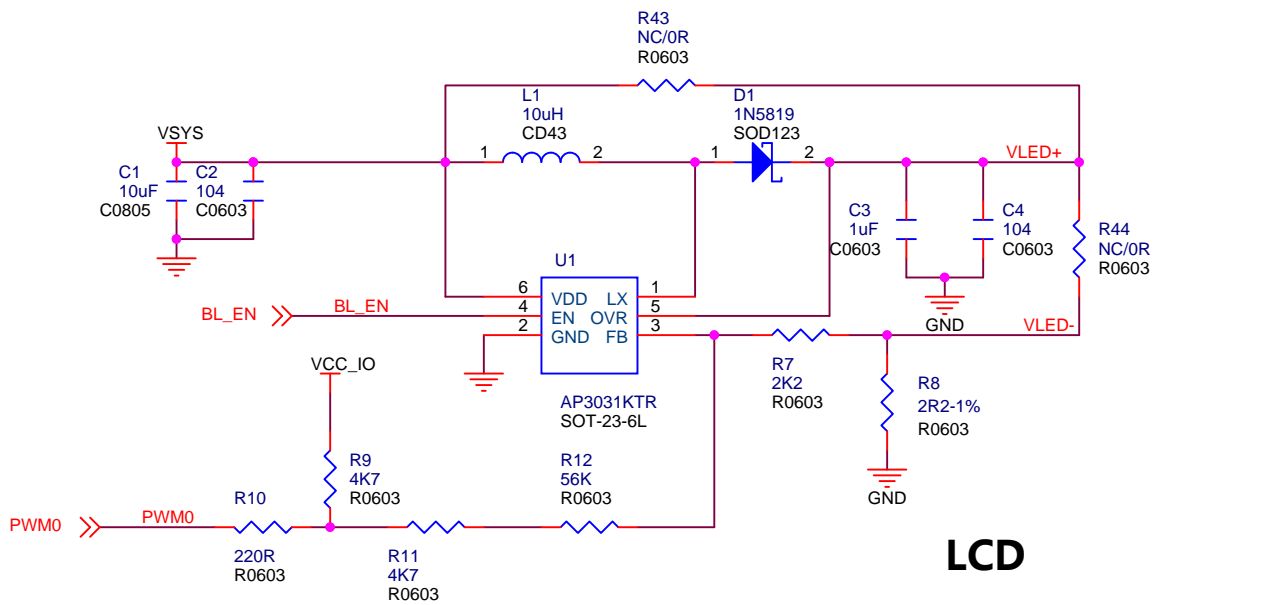 R43
NC/0R
R0603
L1
10uH
CD43
D1
1N5819
SOD123
VSYS
1
2
1
2
VLED+
C1
10uF
C0805
C2
104
C0603
C3
1uF
C0603
C4
104
C0603
R44
NC/0R
R0603
U1
6
VDD
LX
1
BL_EN
BL_EN
4
EN
OVR
5
2
GND
FB
3
GND
VLED-
VCC_IO
R7
2K2
R0603
R8
2R2-1%
R0603
AP3031KTR
SOT-23-6L
R9
4K7
R0603
R12
56K
R0603
GND
PWM0
PWM0
R10
220R
R0603
R11
4K7
R0603
LCD